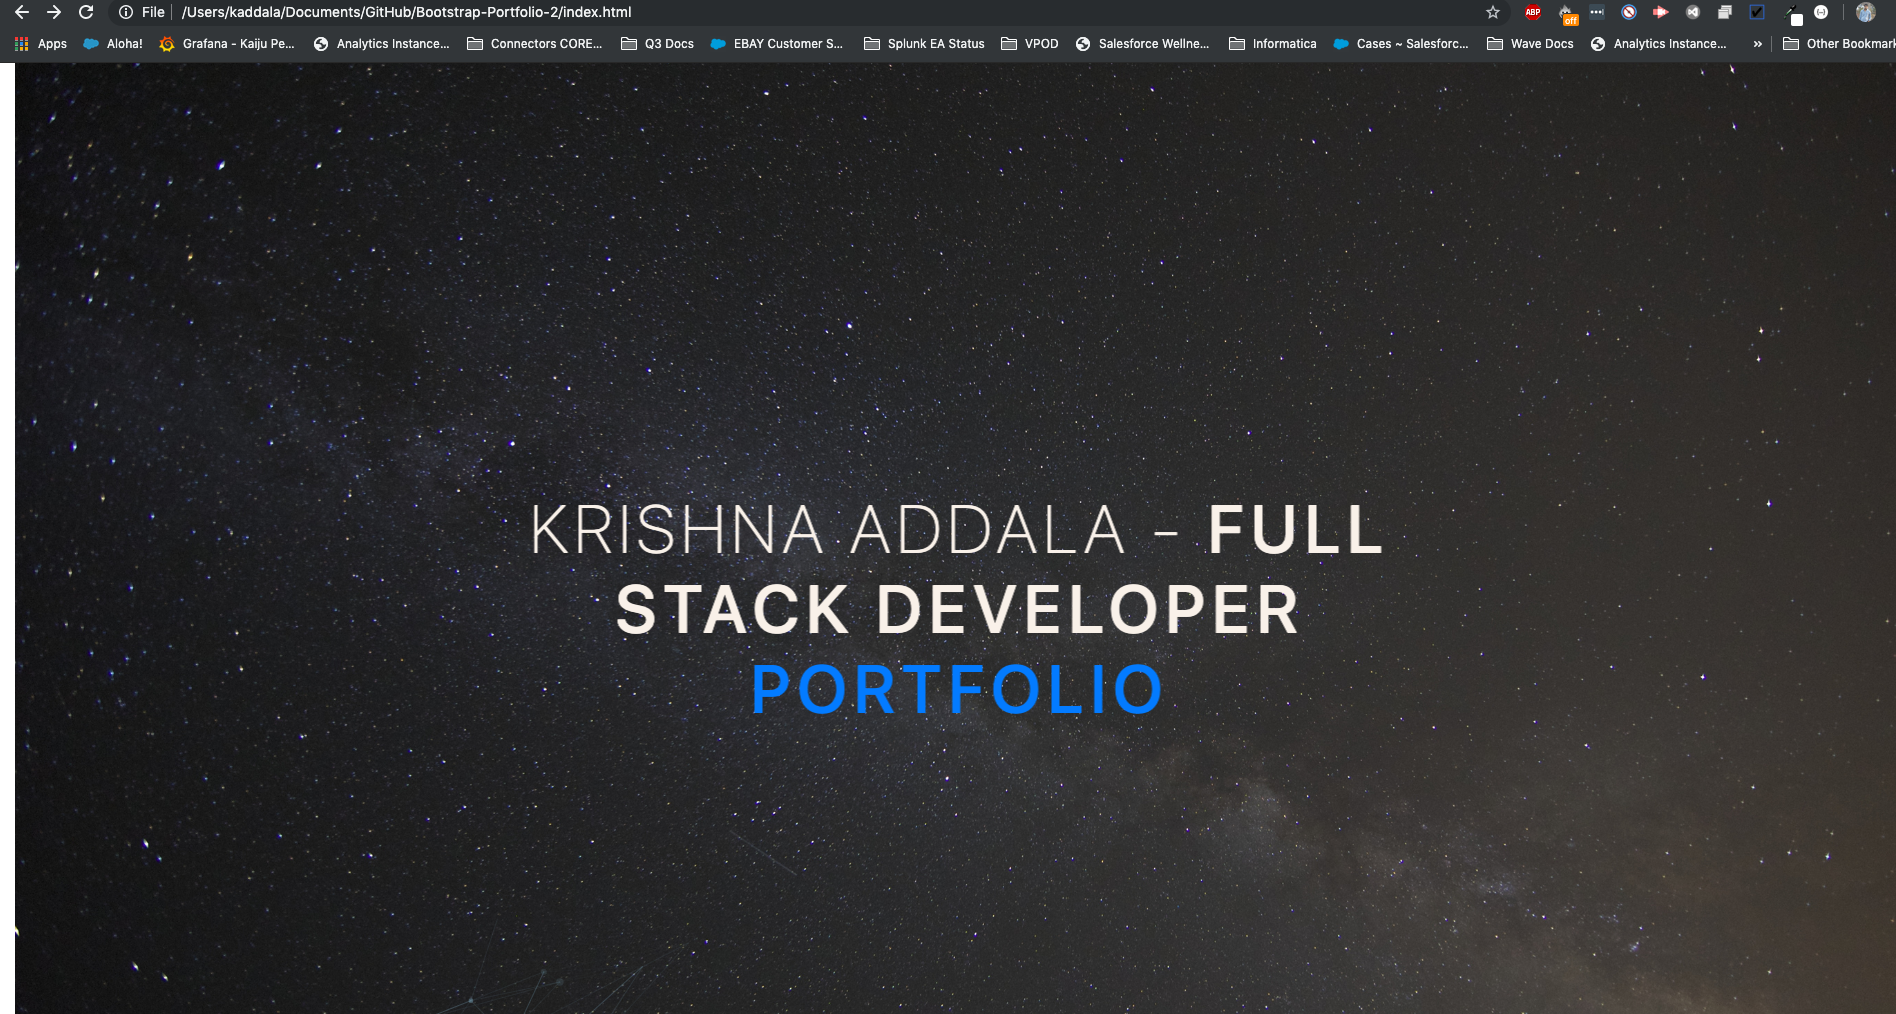 File /Users/kaddala/Documents/GitHub/Bootstrap-Portfolio-2/index.html ABP off
Apps Aloha! Grafana - Kaiju Pe... Analytics Instance... Connectors CORE... Q3 Docs EBAY Customer S... Splunk EA Status VPOD Salesforce Wellne... Informatica Cases ~ Salesforc... Wave Docs Analytics Instance... » Other Bookmark
KRISHNA ADDALA - FULL
STACK DEVELOPER
PORTFOLIO